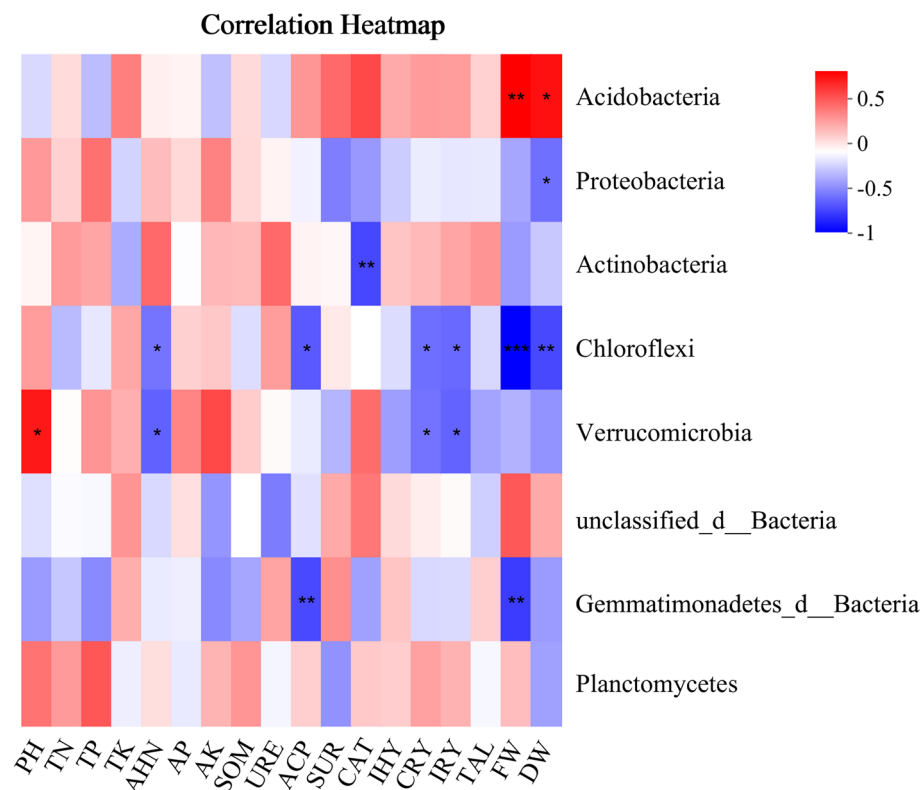 Correlation Heatmap
** * Acidobacteria
* Proteobacteria
** Actinobacteria
* * * * *** ** Chloroflexi
* * * * Verrucomicrobia
unclassified_d__Bacteria
** ** Gemmatimonadetes_d__Bacteria
Planctomycetes
0.5
0
-0.5
-1
PH TN TP TK AHN AP AK SOM URE ACP SUR CAT IHY CRY IRY TAL FW DW